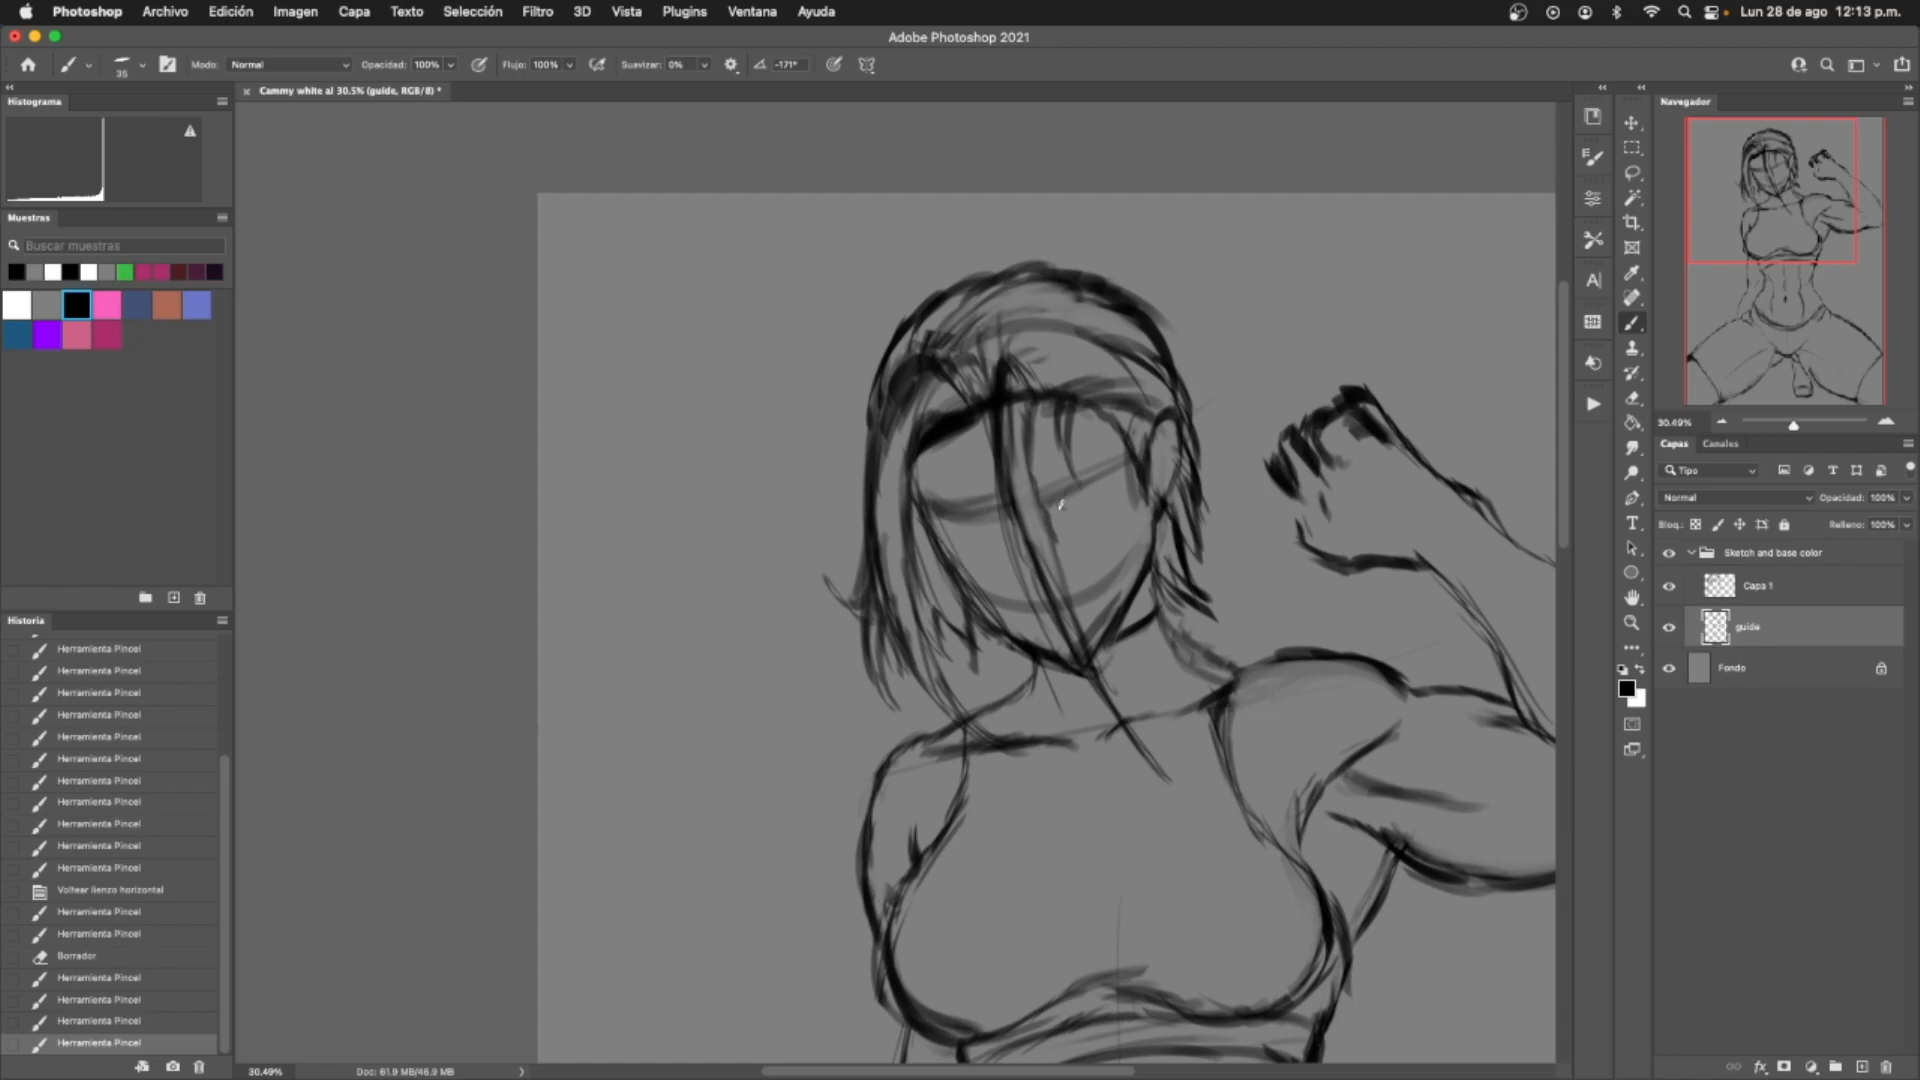 Photoshop Archivo Edición Imagen Capa Texto Selección Filtro 3D Vista Plugins Ventana Ayuda Lun 28 de ago 12:13 p.m.
Adobe Photoshop 2021
35 Modo: Normal Opacidad: 100% Flujo: 100% Suavizar: 0% -171°
Histograma
Cammy white al 30.5% (guide, RGB/8) *
Navegador
Muestras
Buscar muestras
30.49%
Capas Canales
Tipo
Normal Opacidad: 100%
Bloq.: Relleno: 100%
Sketch and base color
Capa 1
guide
Fondo
Historia
Herramienta Pincel
Herramienta Pincel
Herramienta Pincel
Herramienta Pincel
Herramienta Pincel
Herramienta Pincel
Herramienta Pincel
Herramienta Pincel
Herramienta Pincel
Herramienta Pincel
Herramienta Pincel
Voltear lienzo horizontal
Herramienta Pincel
Herramienta Pincel
Borrador
Herramienta Pincel
Herramienta Pincel
Herramienta Pincel
Herramienta Pincel
30.49% Doc: 61.9 MB/46.9 MB